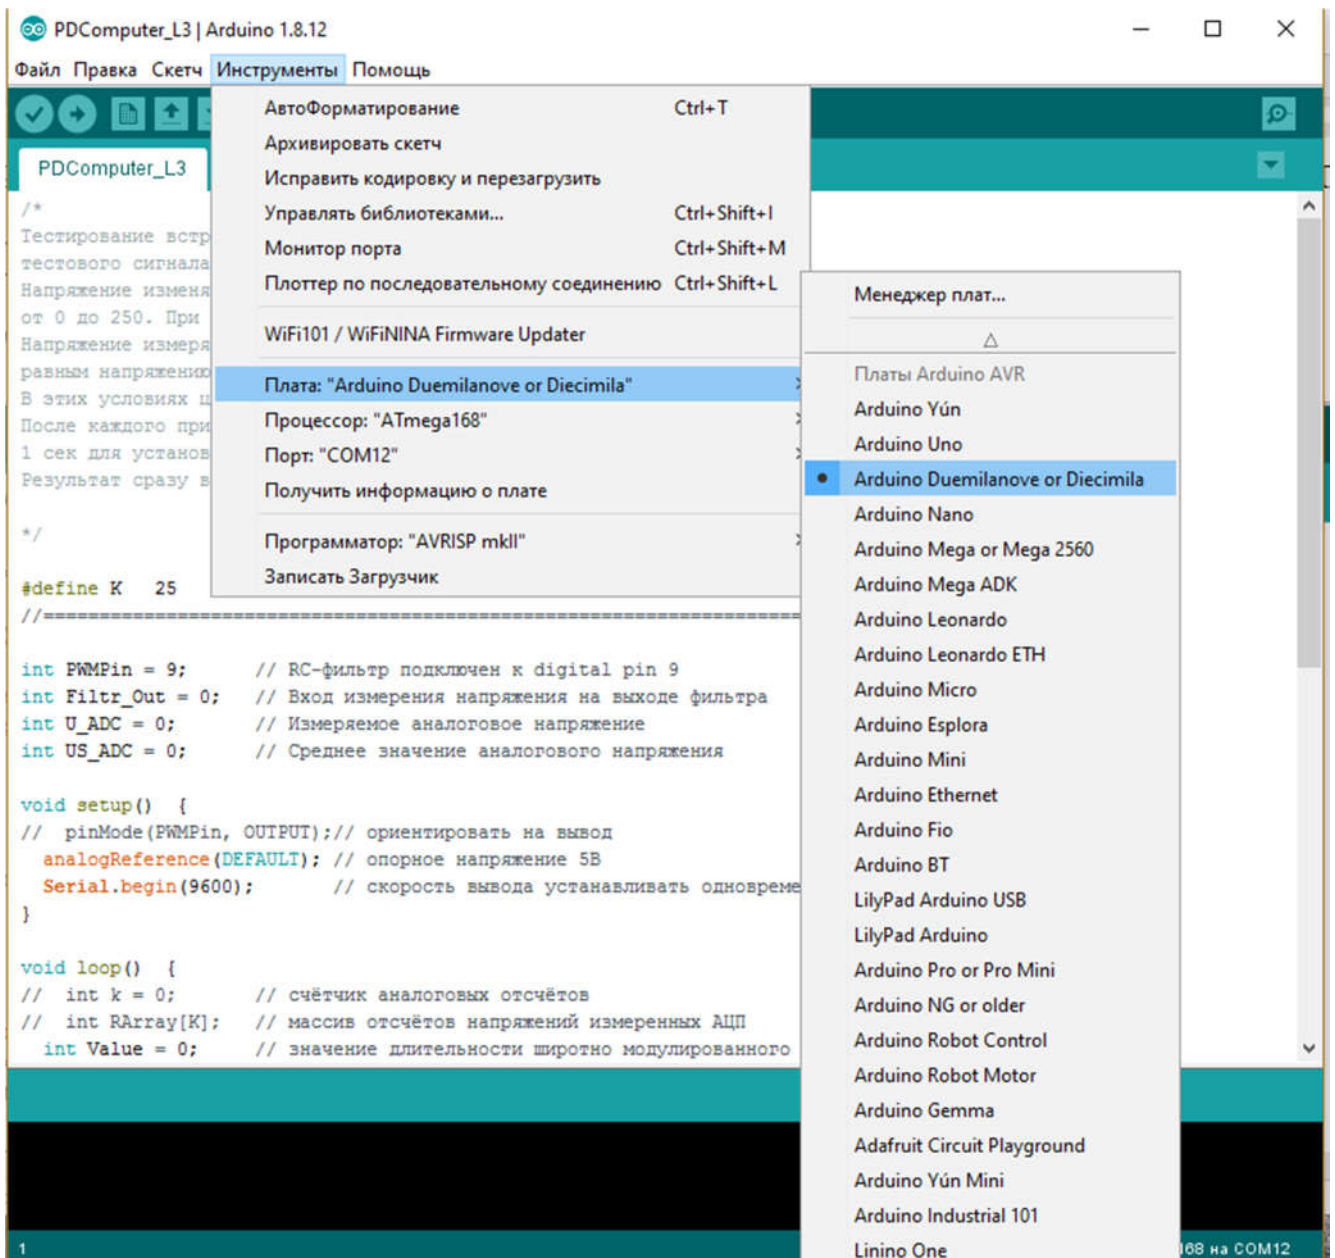 PDComputer_L3 | Arduino 1.8.12
Файл Правка Скетч Инструменты Помощь
АвтоФорматирование Ctrl+T
Архивировать скетч
Исправить кодировку и перезагрузить
Управлять библиотеками... Ctrl+Shift+I
Монитор порта Ctrl+Shift+M
Плоттер по последовательному соединению Ctrl+Shift+L
WiFi101 / WiFiNINA Firmware Updater
Плата: "Arduino Duemilanove or Diecimila"
Процессор: "ATmega168"
Порт: "COM12"
Получить информацию о плате
Программатор: "AVRISP mkII"
Записать Загрузчик
Менеджер плат...
Платы Arduino AVR
Arduino Yún
Arduino Uno
Arduino Duemilanove or Diecimila
Arduino Nano
Arduino Mega or Mega 2560
Arduino Mega ADK
Arduino Leonardo
Arduino Leonardo ETH
Arduino Micro
Arduino Esplora
Arduino Mini
Arduino Ethernet
Arduino Fio
Arduino BT
LilyPad Arduino USB
LilyPad Arduino
Arduino Pro or Pro Mini
Arduino NG or older
Arduino Robot Control
Arduino Robot Motor
Arduino Gemma
Adafruit Circuit Playground
Arduino Yún Mini
Arduino Industrial 101
Linino One
PDComputer_L3
/*
Тестирование встр
тестового сигнала
Напряжение изменя
от 0 до 250. При
Напряжение измеря
равным напряжению
В этих условиях ш
После каждого при
1 сек для установ
Результат сразу в
*/
#define K 25
//====================================================================
int PWMPin = 9; // RC-фильтр подключен к digital pin 9
int Filtr_Out = 0; // Вход измерения напряжения на выходе фильтра
int U_ADC = 0; // Измеряемое аналоговое напряжение
int US_ADC = 0; // Среднее значение аналогового напряжения
void setup() {
// pinMode(PWMPin, OUTPUT);// ориентировать на вывод
analogReference(DEFAULT); // опорное напряжение 5В
Serial.begin(9600); // скорость вывода устанавливать одновреме
}
void loop() {
// int k = 0; // счётчик аналоговых отсчётов
// int RArray[K]; // массив отсчётов напряжений измеренных АЦП
int Value = 0; // значение длительности широтно модулированного
1
168 на COM12